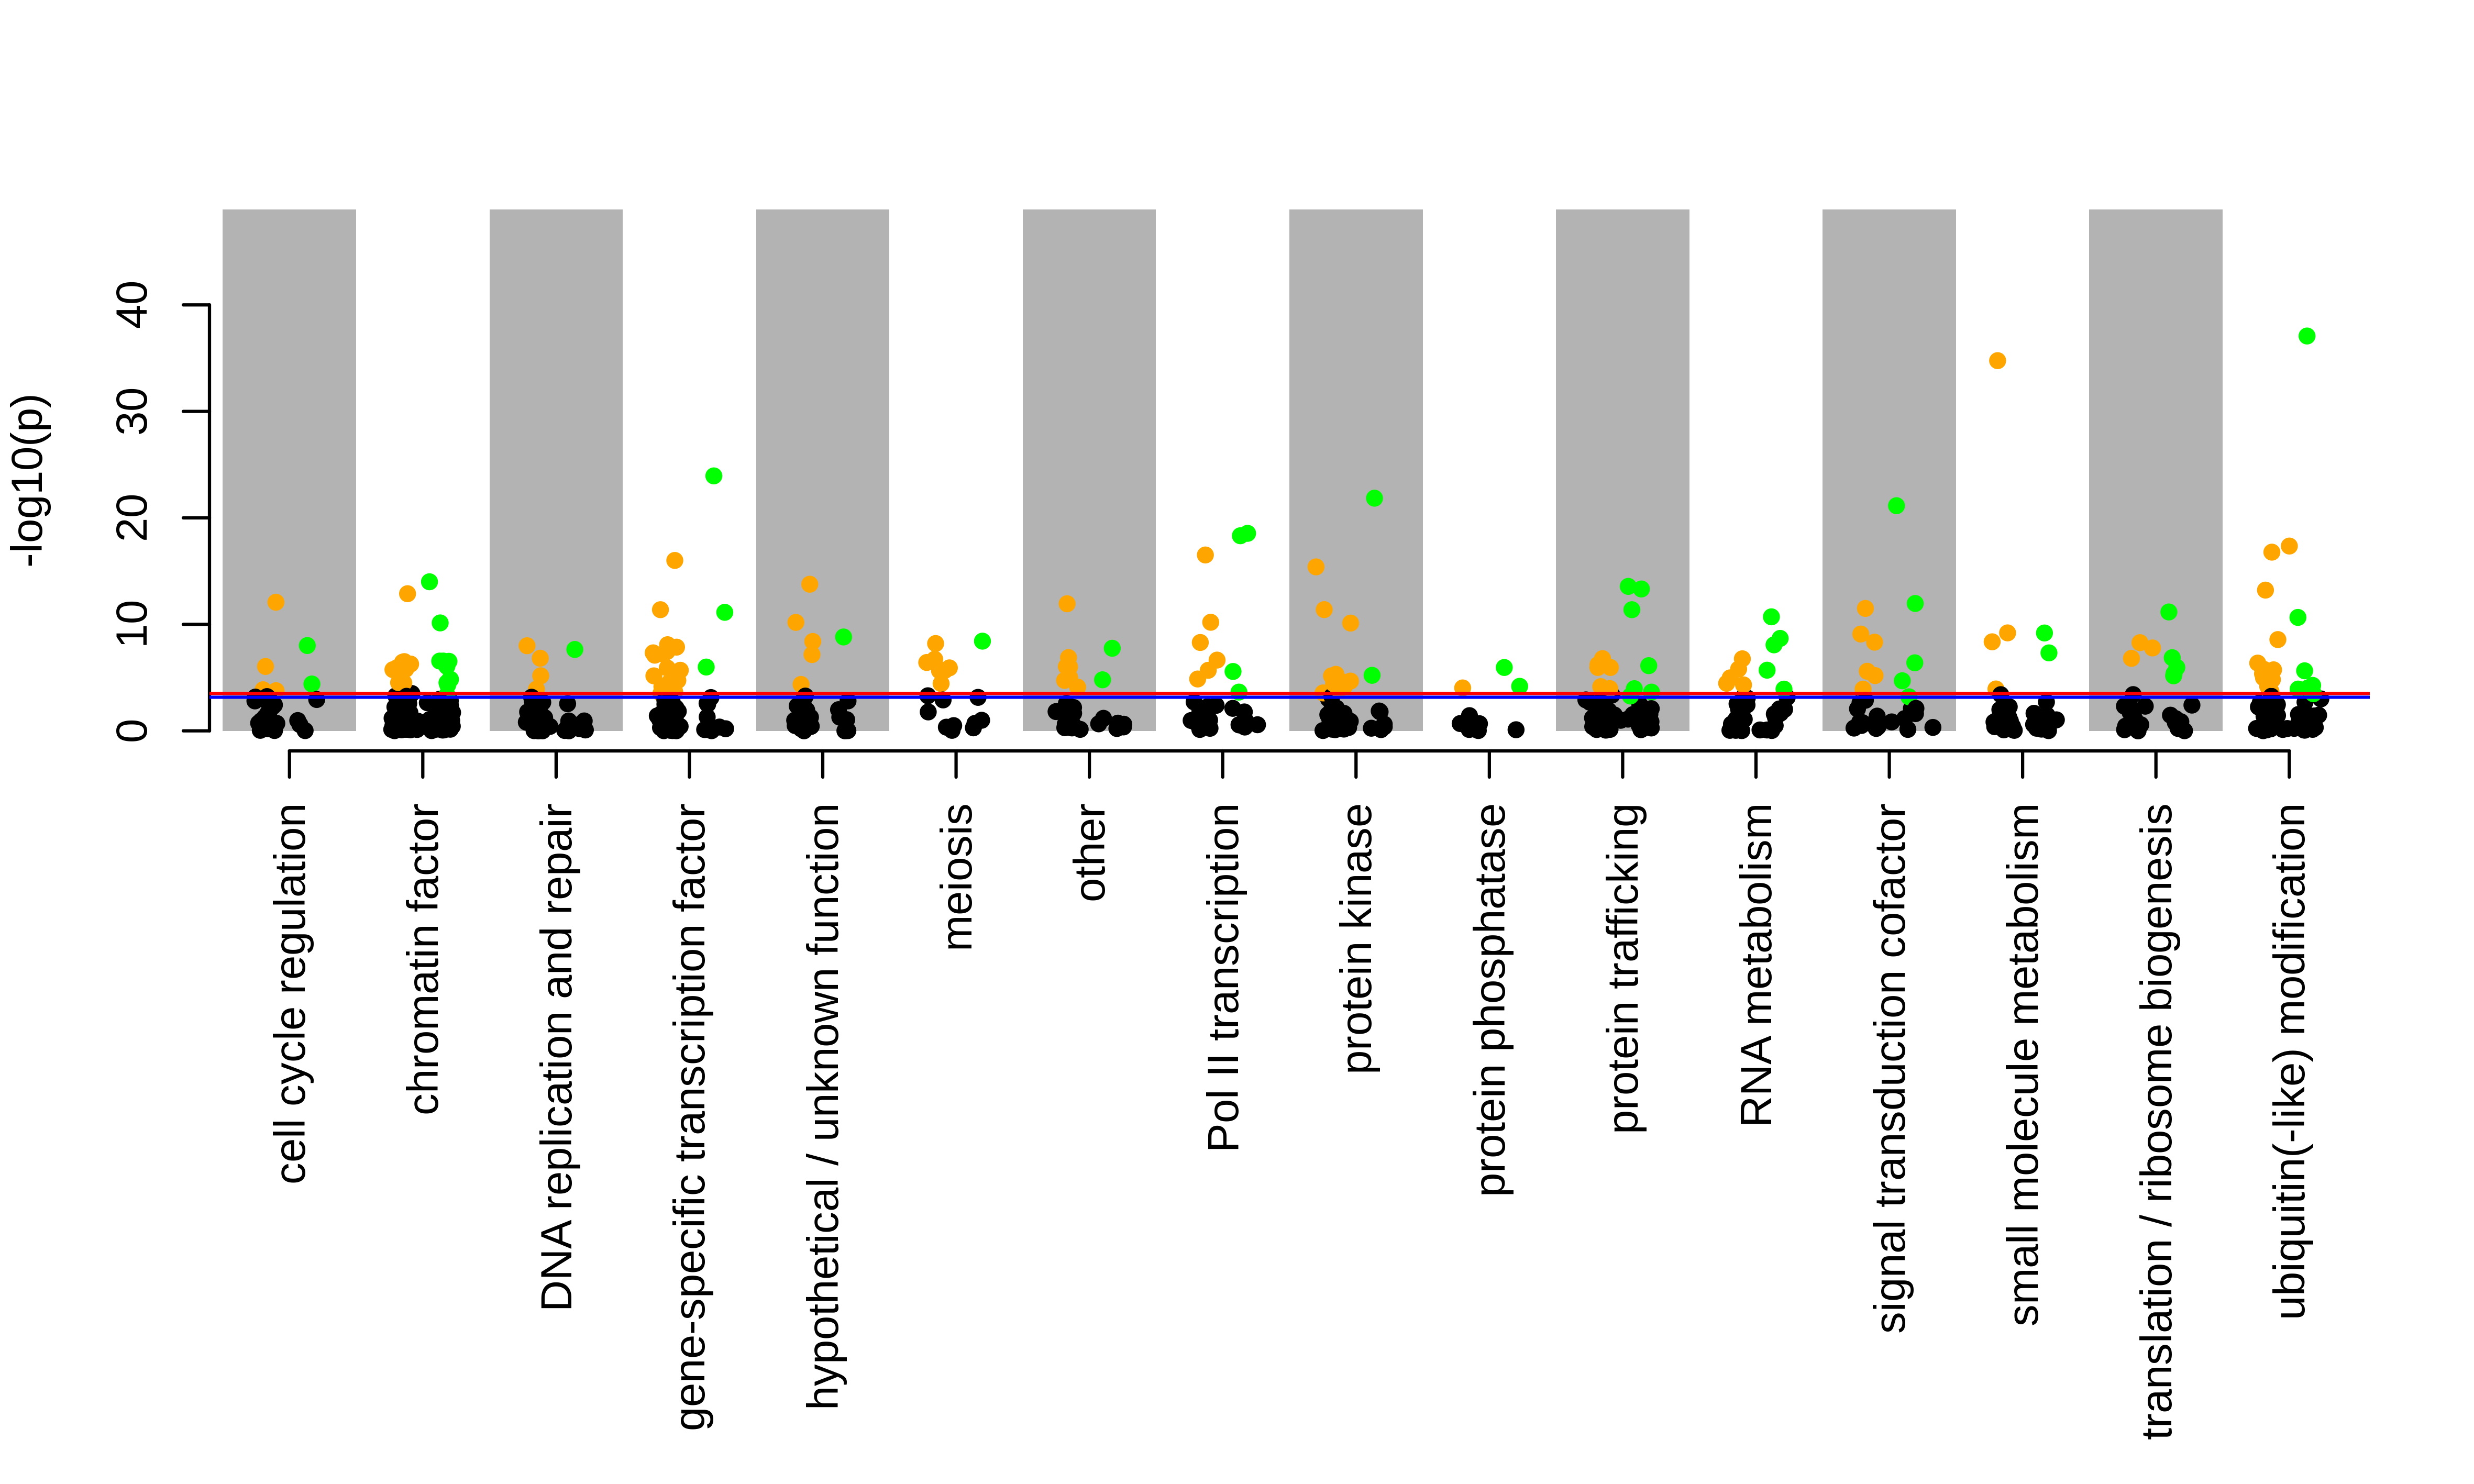 -log10(p)
40
30
20
10
0
cell cycle regulation
chromatin factor
DNA replication and repair
gene-specific transcription factor
hypothetical / unknown function
meiosis
other
Pol II transcription
protein kinase
protein phosphatase
protein trafficking
RNA metabolism
signal transduction cofactor
small molecule metabolism
translation / ribosome biogenesis
ubiquitin(-like) modification